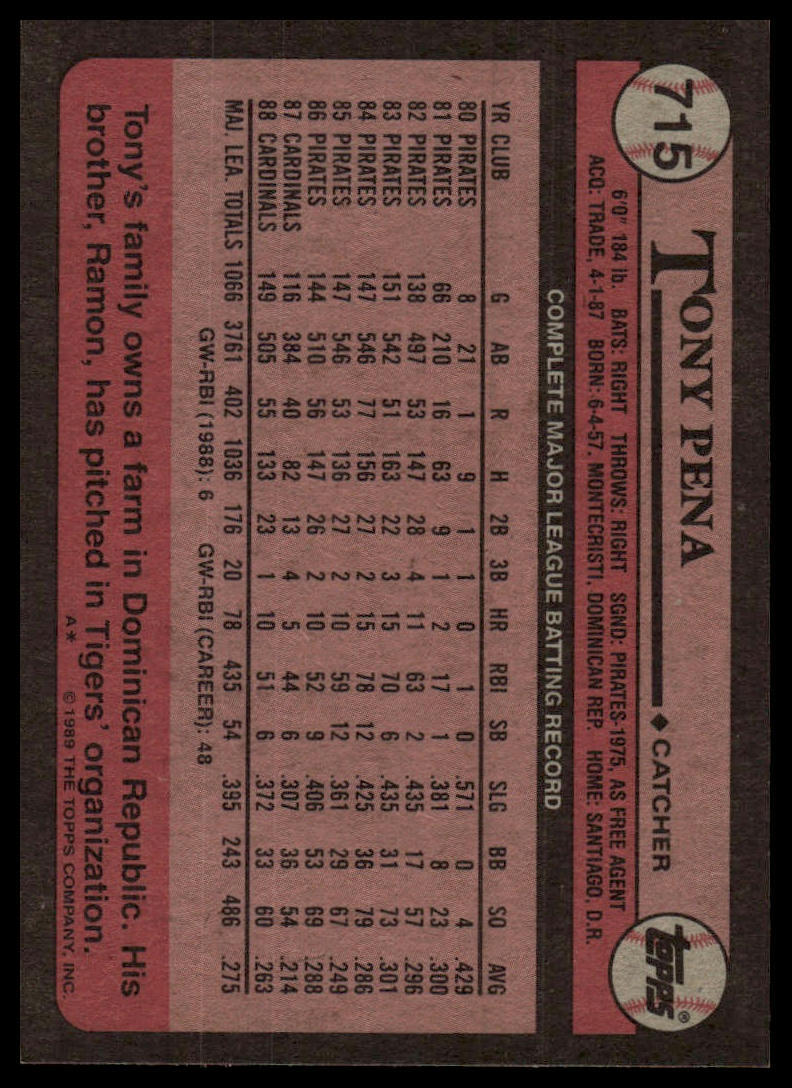 715
TONY PENA ♦ CATCHER
topps®
6'0" 184 lb. BATS: RIGHT THROWS: RIGHT SGND: PIRATES-1975, AS FREE AGENT
ACQ: TRADE, 4-1-87 BORN: 6-4-57, MONTECRISTI, DOMINICAN REP. HOME: SANTIAGO, D.R.
COMPLETE MAJOR LEAGUE BATTING RECORD
YR CLUB G AB R H 2B 3B HR RBI SB SLG BB SO AVG
80 PIRATES 8 21 1 9 1 1 0 1 0 .571 0 4 .429
81 PIRATES 66 210 16 63 9 1 2 17 1 .381 8 23 .300
82 PIRATES 138 497 53 147 28 4 11 63 2 .435 17 57 .296
83 PIRATES 151 542 51 163 22 3 15 70 6 .435 31 73 .301
84 PIRATES 147 546 77 156 27 2 15 78 12 .425 36 79 .286
85 PIRATES 147 546 53 136 27 2 10 59 12 .361 29 67 .249
86 PIRATES 144 510 56 147 26 2 10 52 9 .406 53 69 .288
87 CARDINALS 116 384 40 82 13 4 5 44 6 .307 36 54 .214
88 CARDINALS 149 505 55 133 23 1 10 51 6 .372 33 60 .263
MAJ. LEA. TOTALS 1066 3761 402 1036 176 20 78 435 54 .395 243 486 .275
GW-RBI (1988): 6 GW-RBI (CAREER): 48
Tony's family owns a farm in Dominican Republic. His
brother, Ramon, has pitched in Tigers' organization.
A* © 1989 THE TOPPS COMPANY, INC.